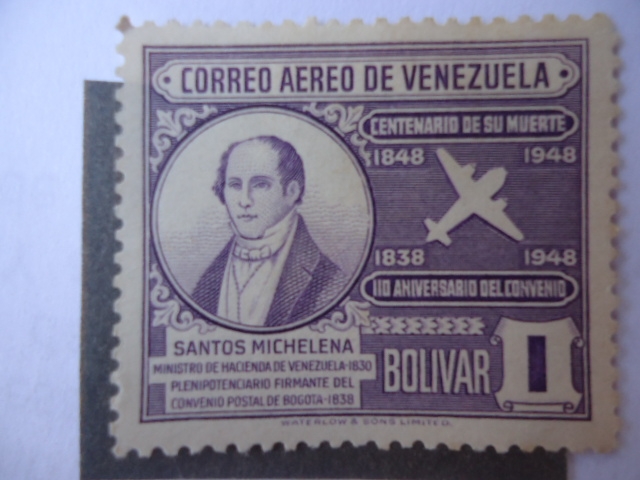 · CORREO AEREO DE VENEZUELA ·
CENTENARIO DE SU MUERTE
1848 1948
1838 1948
110 ANIVERSARIO DEL CONVENIO
SANTOS MICHELENA
MINISTRO DE HACIENDA DE VENEZUELA-1830
PLENIPOTENCIARIO FIRMANTE DEL
CONVENIO POSTAL DE BOGOTA-1838
BOLIVAR 1
WATERLOW & SONS LIMITED.